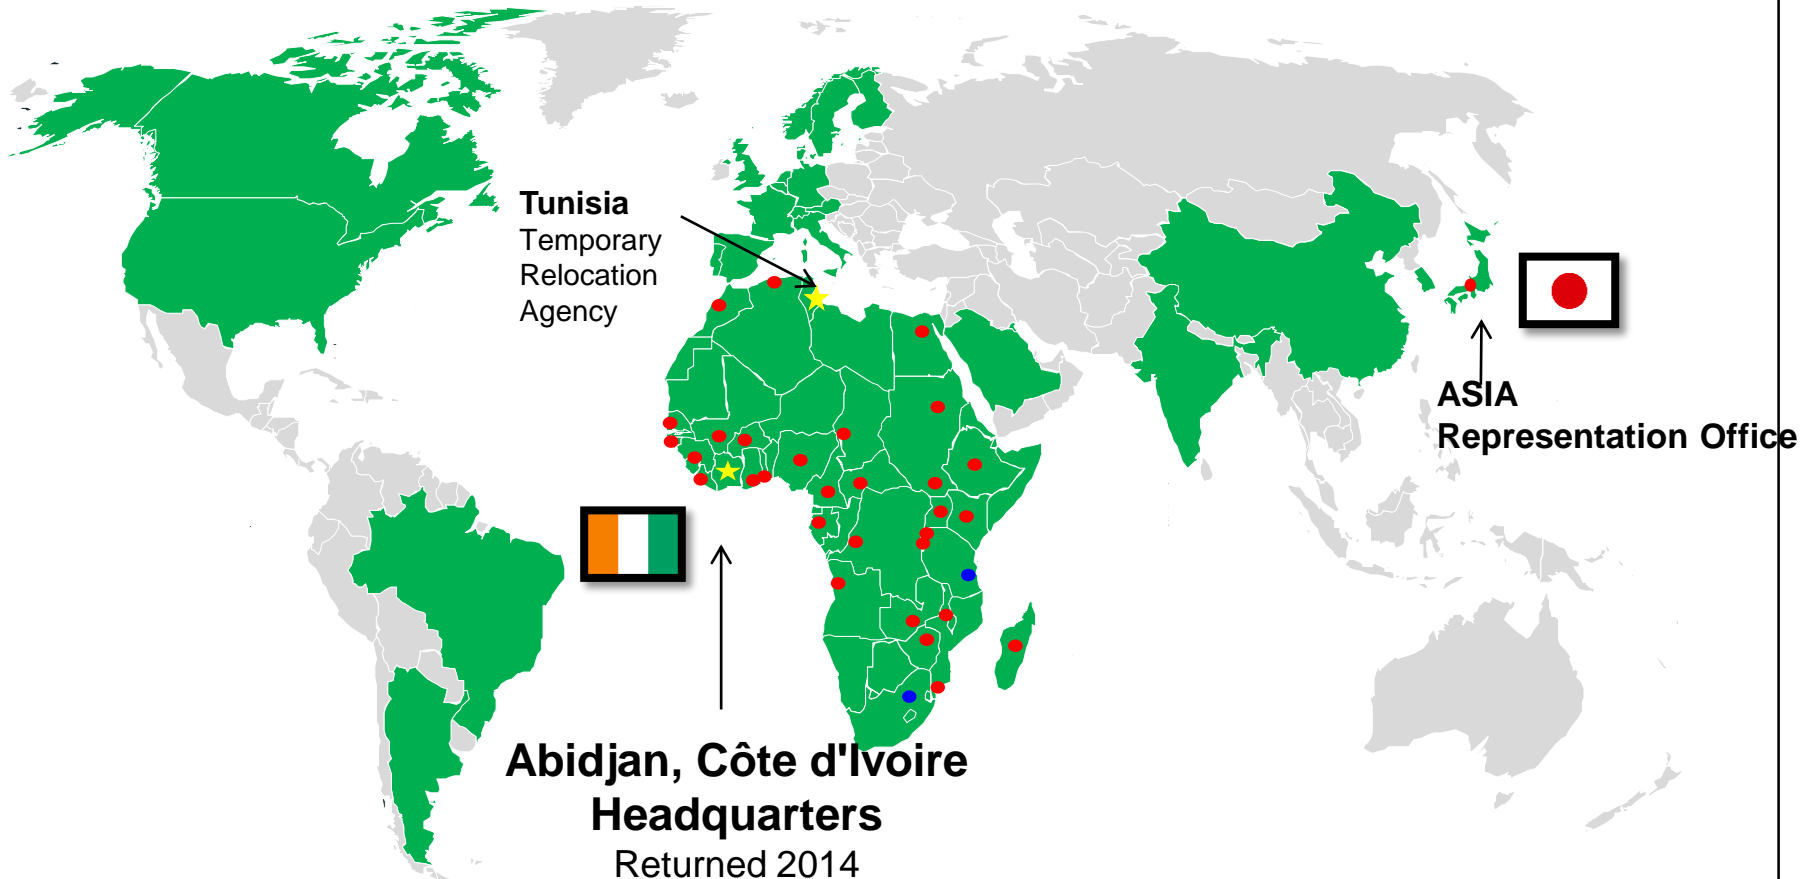 Tunisia
Temporary
Relocation
Agency
ASIA
Representation Office
Abidjan, Côte d'Ivoire
Headquarters
Returned 2014